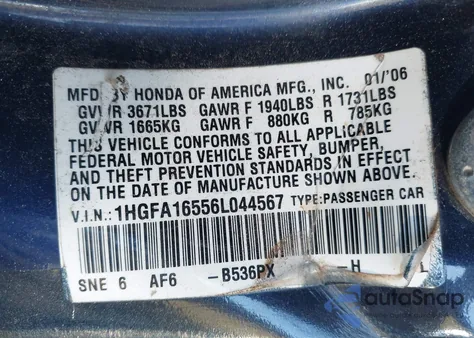 MFD BY HONDA OF AMERICA MFG., INC. 01/'06
GVWR 3671LBS GAWR F 1940LBS R 1731LBS
GVWR 1665KG GAWR F 880KG R 785KG
THIS VEHICLE CONFORMS TO ALL APPLICABLE
FEDERAL MOTOR VEHICLE SAFETY, BUMPER,
AND THEFT PREVENTION STANDARDS IN EFFECT
ON THE DATE OF MANUFACTURE SHOWN ABOVE.
V.I.N.: 1HGFA16556L044567 TYPE:PASSENGER CAR
SNE 6 AF6 -B536PX -H L
autoSnap